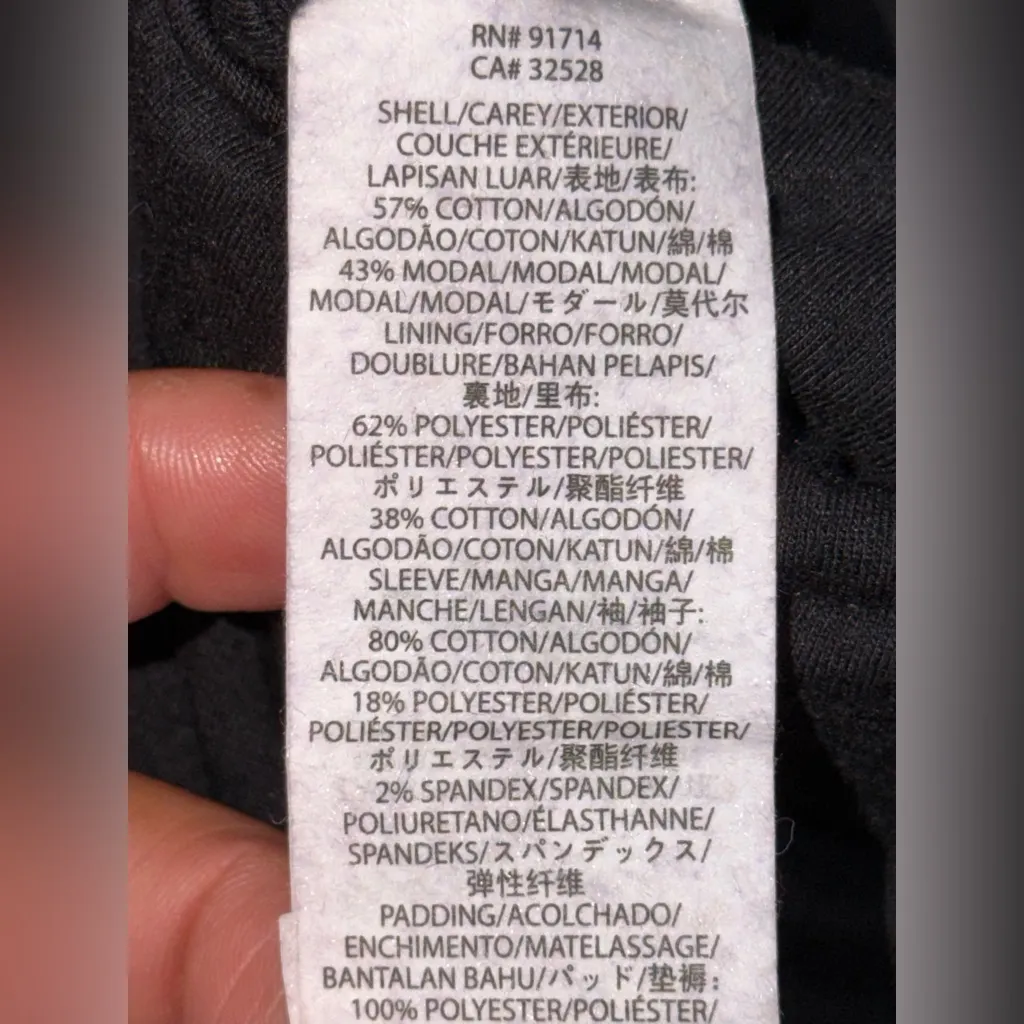 RN# 91714
CA# 32528
SHELL/CAREY/EXTERIOR/
COUCHE EXTÉRIEURE/
LAPISAN LUAR/表地/表布:
57% COTTON/ALGODÓN/
ALGODÃO/COTON/KATUN/綿/棉
43% MODAL/MODAL/MODAL/
MODAL/MODAL/モダール/莫代尔
LINING/FORRO/FORRO/
DOUBLURE/BAHAN PELAPIS/
裏地/里布:
62% POLYESTER/POLIÉSTER/
POLIÉSTER/POLYESTER/POLIESTER/
ポリエステル/聚酯纤维
38% COTTON/ALGODÓN/
ALGODÃO/COTON/KATUN/綿/棉
SLEEVE/MANGA/MANGA/
MANCHE/LENGAN/袖/袖子:
80% COTTON/ALGODÓN/
ALGODÃO/COTON/KATUN/綿/棉
18% POLYESTER/POLIÉSTER/
POLIÉSTER/POLYESTER/POLIESTER/
ポリエステル/聚酯纤维
2% SPANDEX/SPANDEX/
POLIURETANO/ÉLASTHANNE/
SPANDEKS/スパンデックス/
弹性纤维
PADDING/ACOLCHADO/
ENCHIMENTO/MATELASSAGE/
BANTALAN BAHU/パッド/垫褥:
100% POLYESTER/POLIÉSTER/